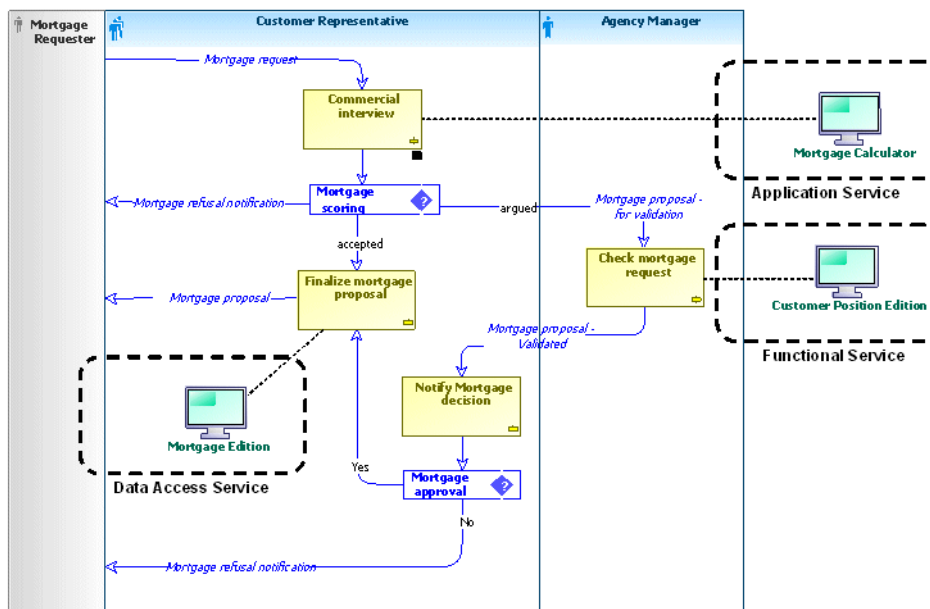 Mortgage
Requester
Customer Representative
Agency Manager
Mortgage request
Commercial
interview
Mortgage Calculator
Application Service
Mortgage
scoring
Mortgage refusal notification
argued
Mortgage proposal -
for validation
accepted
Check mortgage
request
Finalize mortgage
proposal
Mortgage proposal
Customer Position Edition
Mortgage proposal -
Validated
Functional Service
Notify Mortgage
decision
Mortgage Edition
Yes
Mortgage
approval
Data Access Service
No
Mortgage refusal notification